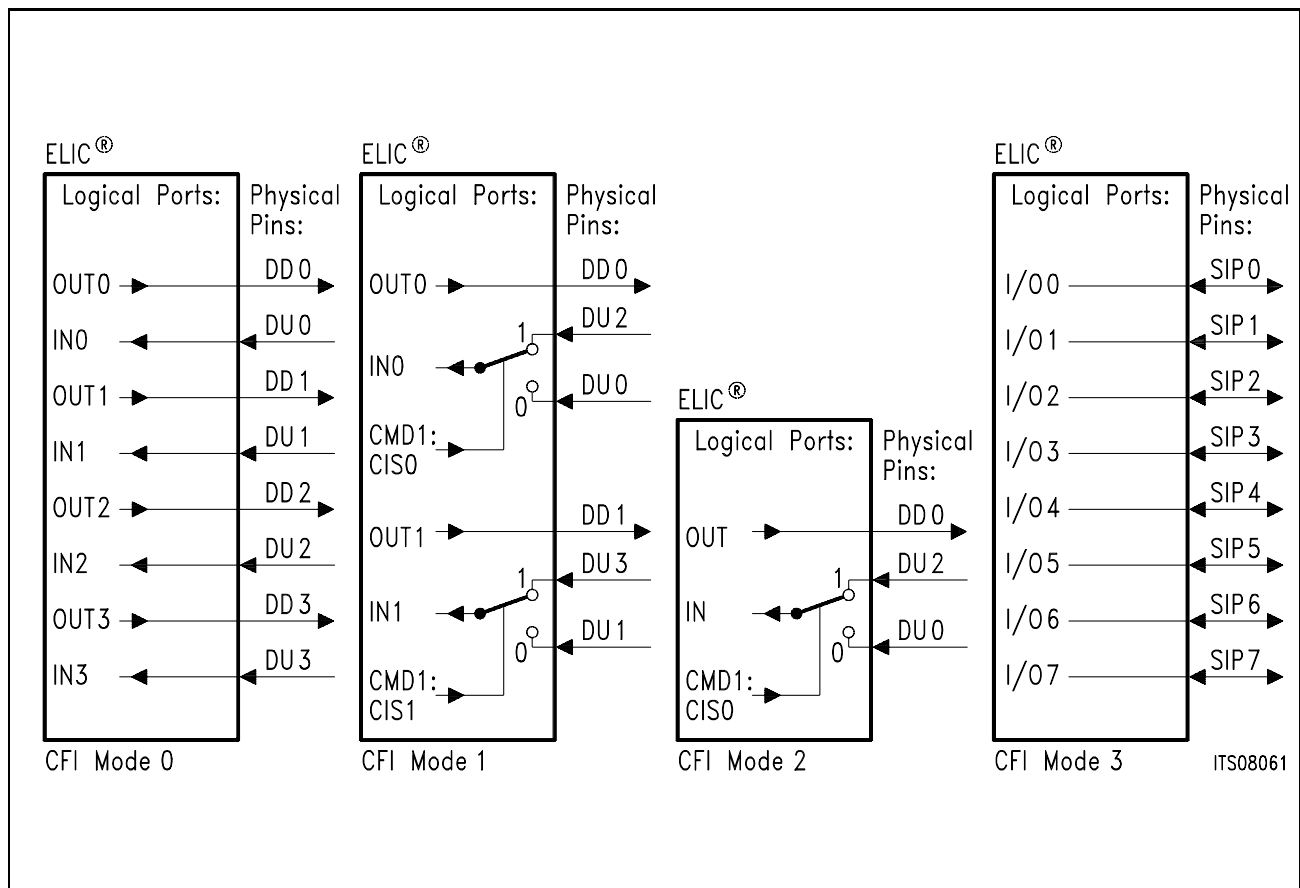 ELIC®
Logical Ports:
Physical
Pins:
OUT0
DD0
IN0
DU0
OUT1
DD1
IN1
DU1
OUT2
DD2
IN2
DU2
OUT3
DD3
IN3
DU3
CFI Mode 0
ELIC®
Logical Ports:
Physical
Pins:
OUT0
DD0
1
DU2
IN0
0
DU0
CMD1:
CIS0
OUT1
DD1
1
DU3
IN1
0
DU1
CMD1:
CIS1
CFI Mode 1
ELIC®
Logical Ports:
Physical
Pins:
OUT
DD0
1
DU2
IN
0
DU0
CMD1:
CIS0
CFI Mode 2
ELIC®
Logical Ports:
Physical
Pins:
I/O0
SIP0
I/O1
SIP1
I/O2
SIP2
I/O3
SIP3
I/O4
SIP4
I/O5
SIP5
I/O6
SIP6
I/O7
SIP7
CFI Mode 3
ITS08061